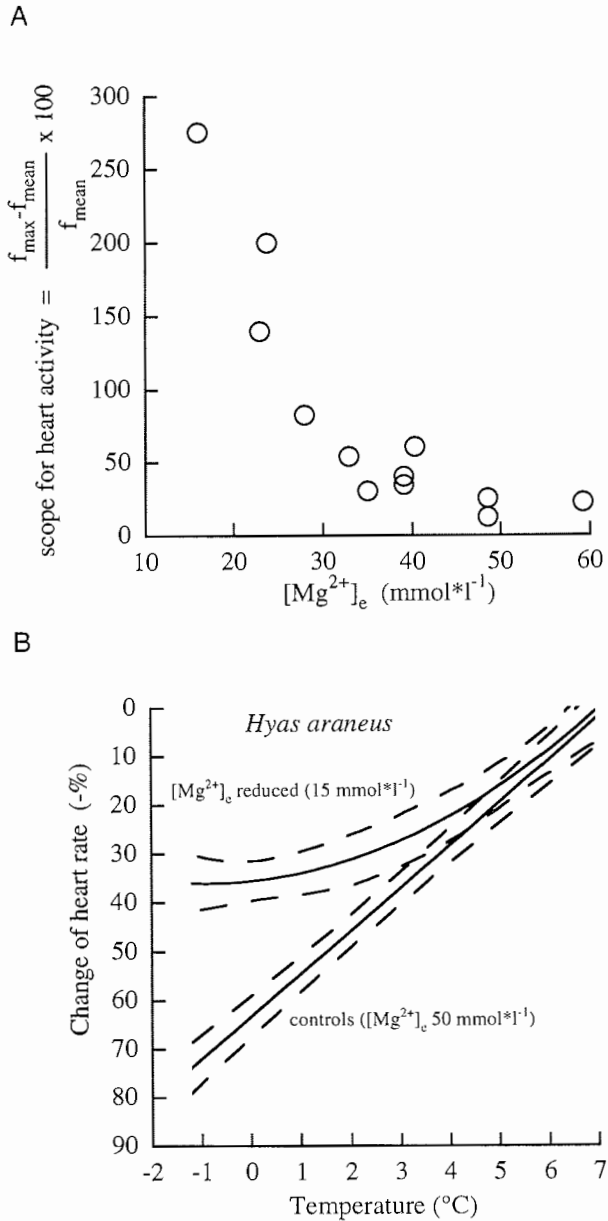 A
scope for heart activity = (f_max-f_mean)/f_mean x 100
300
250
200
150
100
50
0
10 20 30 40 50 60
[Mg²⁺]ₑ (mmol*l⁻¹)
B
Change of heart rate (-%)
0
10
20
30
40
50
60
70
80
90
Hyas araneus
[Mg²⁺]ₑ reduced (15 mmol*l⁻¹)
controls ([Mg²⁺]ₑ 50 mmol*l⁻¹)
-2 -1 0 1 2 3 4 5 6 7
Temperature (°C)